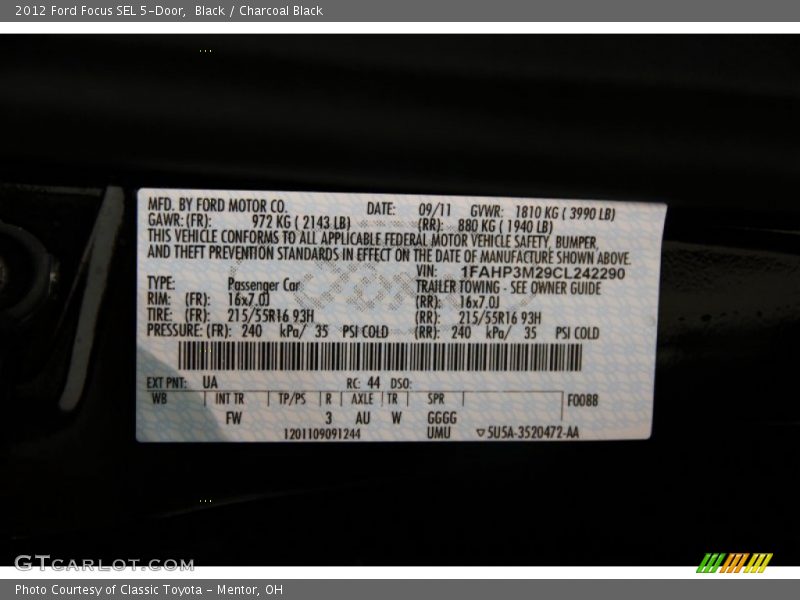 2012 Ford Focus SEL 5-Door,  Black / Charcoal Black
MFD. BY FORD MOTOR CO. DATE: 09/11 GVWR: 1810 KG ( 3990 LB)
GAWR: (FR): 972 KG ( 2143 LB) (RR): 880 KG ( 1940 LB)
THIS VEHICLE CONFORMS TO ALL APPLICABLE FEDERAL MOTOR VEHICLE SAFETY, BUMPER,
AND THEFT PREVENTION STANDARDS IN EFFECT ON THE DATE OF MANUFACTURE SHOWN ABOVE.
VIN: 1FAHP3M29CL242290
TYPE: Passenger Car TRAILER TOWING - SEE OWNER GUIDE
RIM: (FR): 16x7.0J (RR): 16x7.0J
TIRE: (FR): 215/55R16 93H (RR): 215/55R16 93H
PRESSURE: (FR): 240 kPa/ 35 PSI COLD (RR): 240 kPa/ 35 PSI COLD
EXT PNT: UA RC: 44 DSO:
WB INT TR TP/PS R AXLE TR SPR F0088
FW 3 AU W GGGG
1201109091244 UMU ▽5U5A-3520472-AA
GTCARLOT.COM
Photo Courtesy of Classic Toyota - Mentor, OH